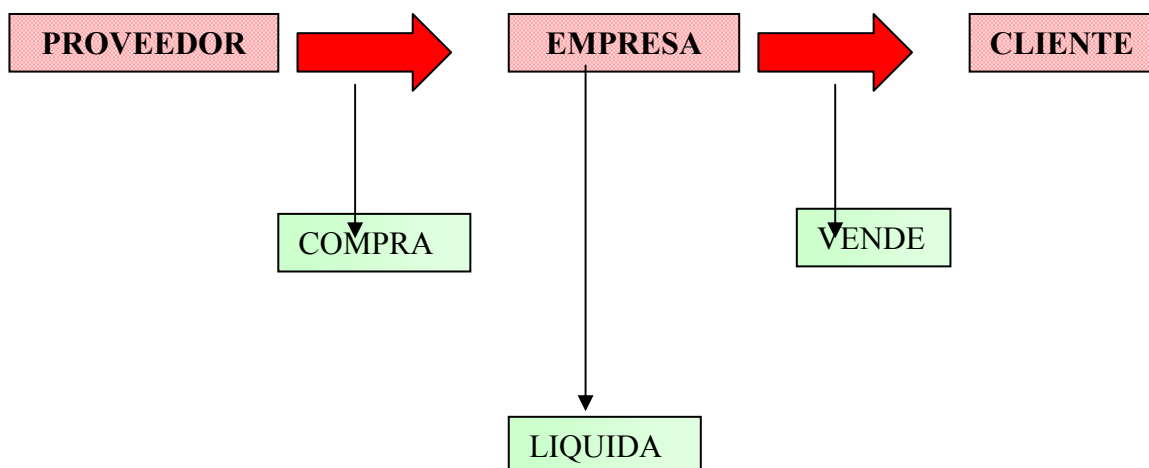 PROVEEDOR
EMPRESA
CLIENTE
COMPRA
VENDE
LIQUIDA